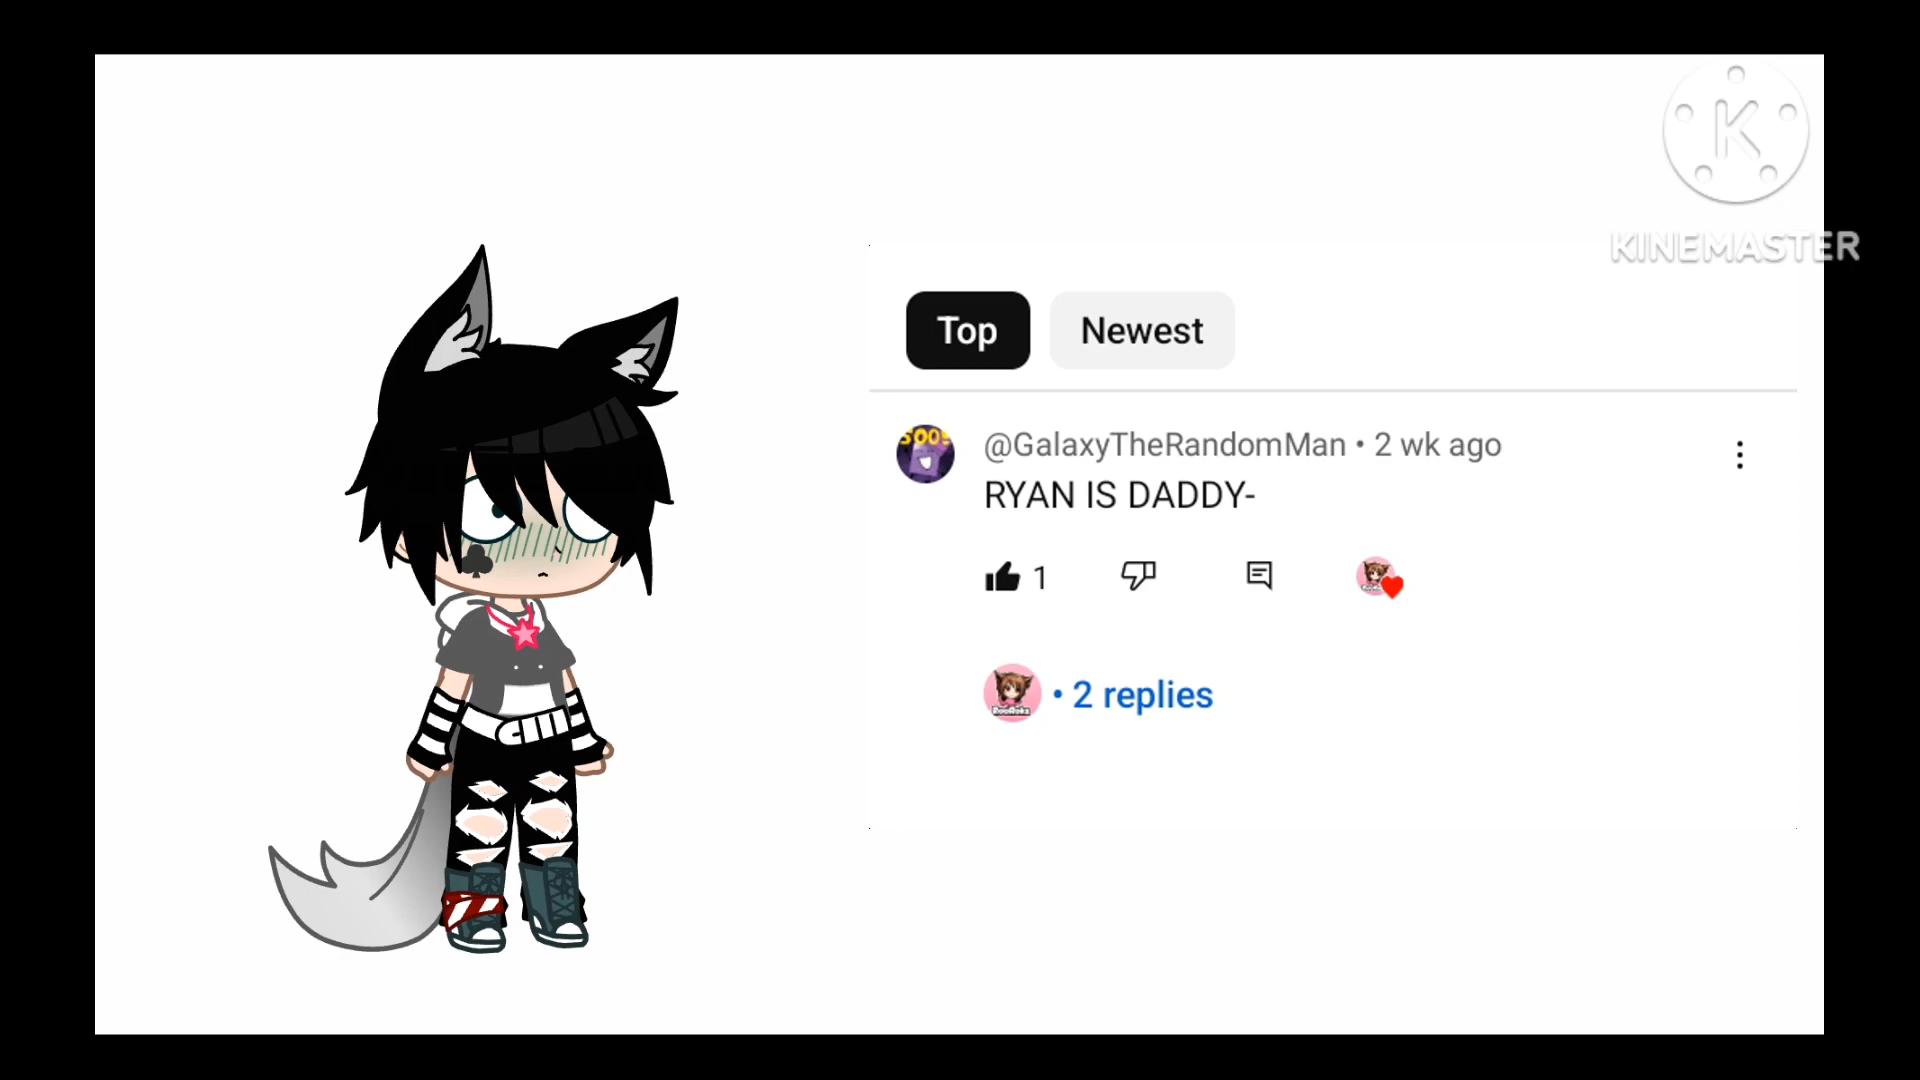 K
KINEMASTER
Top
Newest
@GalaxyTheRandomMan • 2 wk ago
RYAN IS DADDY-
1
• 2 replies